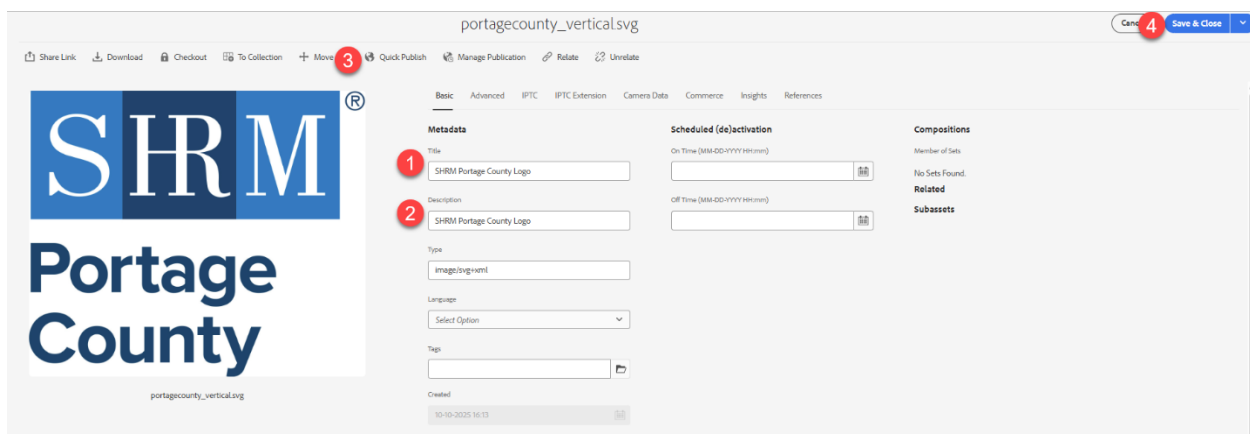 portagecounty_vertical.svg
4 Save & Close
Share Link Download Checkout To Collection Move 3 Quick Publish Manage Publication Relate Unrelate
SHRM®
Portage
County
portagecounty_vertical.svg
Basic Advanced IPTC IPTC Extension Camera Data Commerce Insights References
Metadata
Title
1 SHRM Portage County Logo
Description
2 SHRM Portage County Logo
Type
image/svg+xml
Language
Select Option
Tags
Created
10-10-2025 16:13
Scheduled (de)activation
On Time (MM-DD-YYYY HH:mm)
Off Time (MM-DD-YYYY HH:mm)
Compositions
Member of Sets
No Sets Found.
Related
Subassets